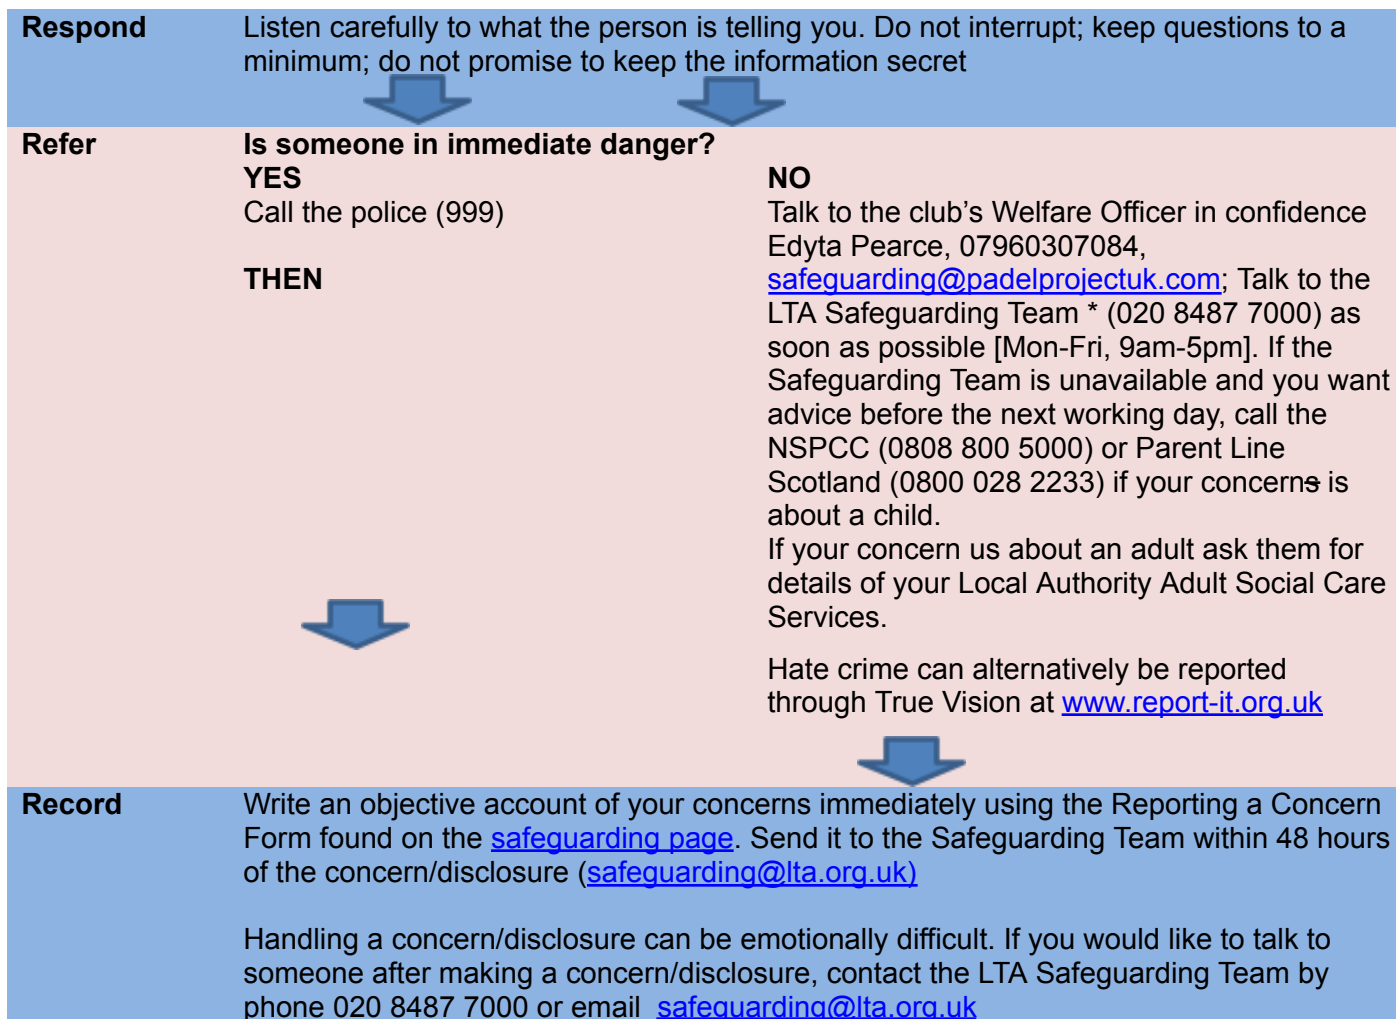 Respond
Listen carefully to what the person is telling you. Do not interrupt; keep questions to a
minimum; do not promise to keep the information secret
Refer
Is someone in immediate danger?
YES
Call the police (999)
THEN
NO
Talk to the club's Welfare Officer in confidence
Edyta Pearce, 07960307084,
safeguarding@padelprojectuk.com; Talk to the
LTA Safeguarding Team * (020 8487 7000) as
soon as possible [Mon-Fri, 9am-5pm]. If the
Safeguarding Team is unavailable and you want
advice before the next working day, call the
NSPCC (0808 800 5000) or Parent Line
Scotland (0800 028 2233) if your concerns is
about a child.
If your concern us about an adult ask them for
details of your Local Authority Adult Social Care
Services.
Hate crime can alternatively be reported
through True Vision at www.report-it.org.uk
Record
Write an objective account of your concerns immediately using the Reporting a Concern
Form found on the safeguarding page. Send it to the Safeguarding Team within 48 hours
of the concern/disclosure (safeguarding@lta.org.uk)
Handling a concern/disclosure can be emotionally difficult. If you would like to talk to
someone after making a concern/disclosure, contact the LTA Safeguarding Team by
phone 020 8487 7000 or email safeguarding@lta.org.uk